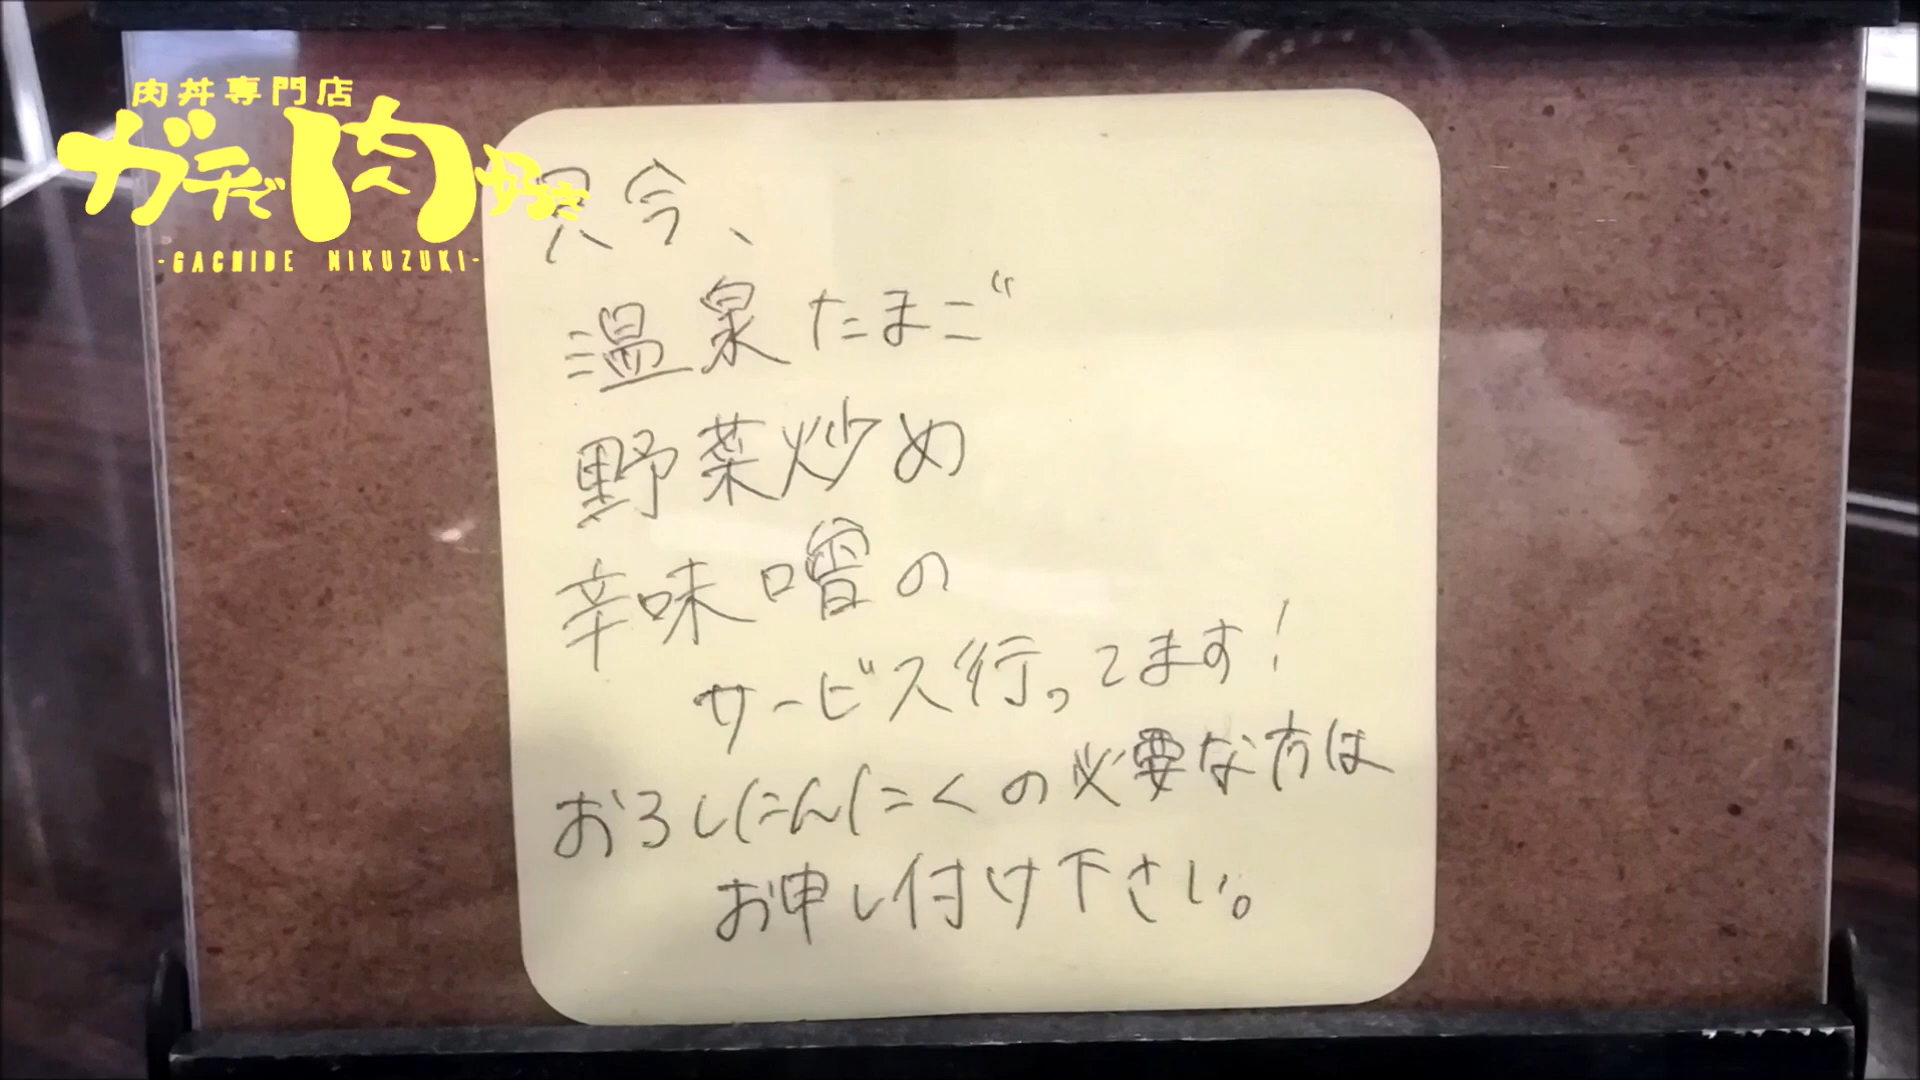 肉丼専門店
ガチで肉好き
-GACHIDE NIKUZUKI-
只今、
温泉たまご
野菜炒め
辛味噌の
サービス行ってます!
おろしにんにくの必要な方は
お申し付け下さい。